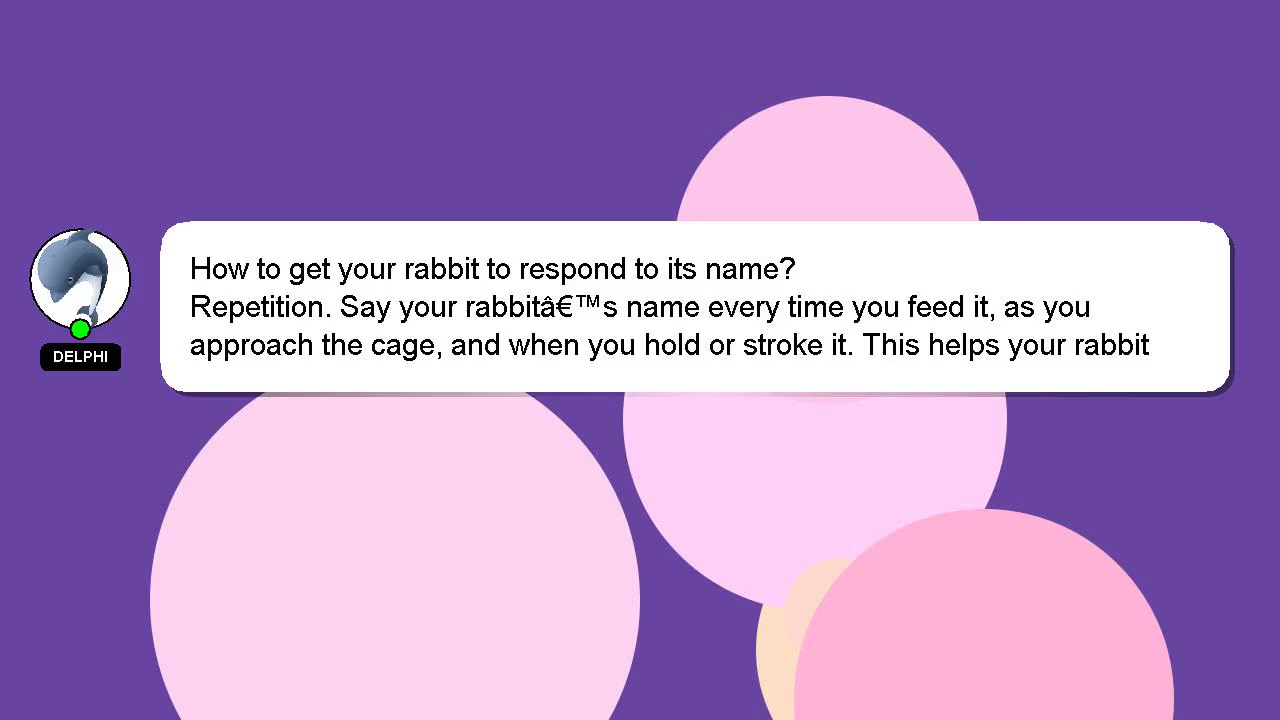 How to get your rabbit to respond to its name?
Repetition. Say your rabbitâ€™s name every time you feed it, as you
approach the cage, and when you hold or stroke it. This helps your rabbit
DELPHI